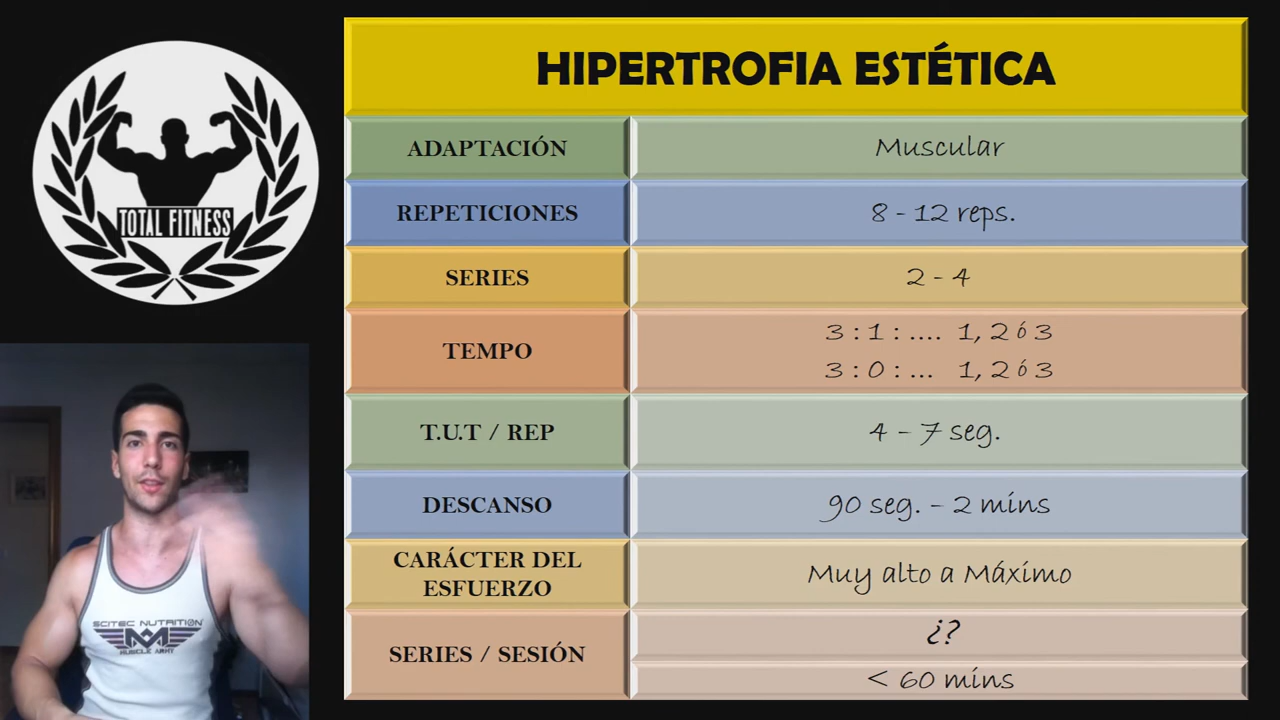 TOTAL FITNESS
HIPERTROFIA ESTÉTICA
ADAPTACIÓN Muscular
REPETICIONES 8 - 12 reps.
SERIES 2 - 4
TEMPO
3 : 1 : .... 1, 2 ó 3
3 : 0 : ... 1, 2 ó 3
T.U.T / REP 4 - 7 seg.
DESCANSO 90 seg. - 2 mins
CARÁCTER DEL
ESFUERZO
Muy alto a Máximo
SERIES / SESIÓN
¿?
< 60 mins
SCITEC NUTRITION
MUSCLE ARMY